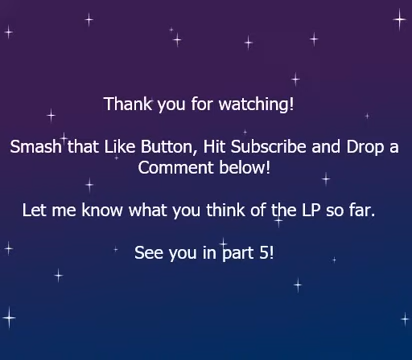 Thank you for watching!
Smash that Like Button, Hit Subscribe and Drop a
Comment below!
Let me know what you think of the LP so far.
See you in part 5!